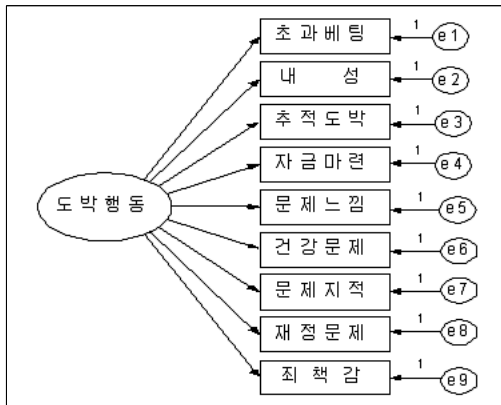 초과베팅 1 e1
내 성 1 e2
추적도박 1 e3
자금마련 1 e4
도박행동 문제느낌 1 e5
건강문제 1 e6
문제지적 1 e7
재정문제 1 e8
죄책감 1 e9